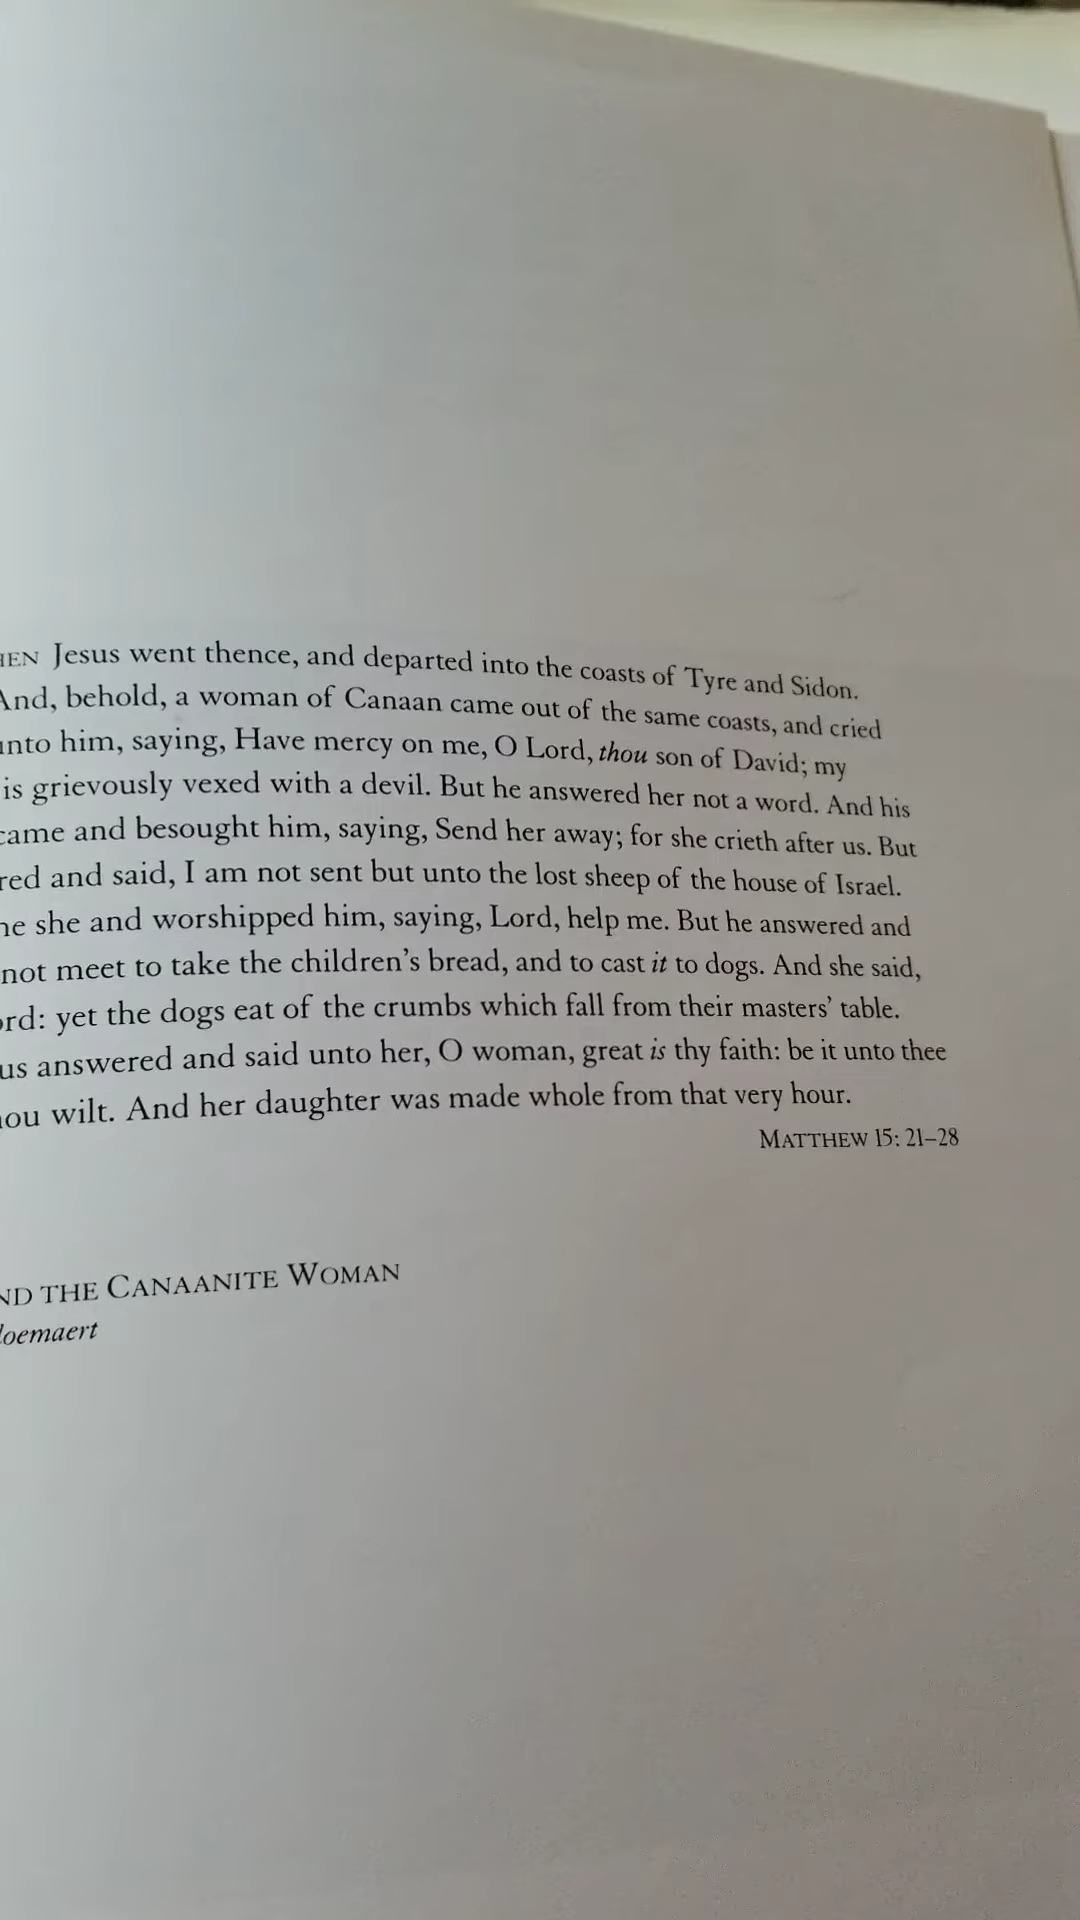 HEN Jesus went thence, and departed into the coasts of Tyre and Sidon.
And, behold, a woman of Canaan came out of the same coasts, and cried
unto him, saying, Have mercy on me, O Lord, thou son of David; my
is grievously vexed with a devil. But he answered her not a word. And his
came and besought him, saying, Send her away; for she crieth after us. But
red and said, I am not sent but unto the lost sheep of the house of Israel.
ne she and worshipped him, saying, Lord, help me. But he answered and
not meet to take the children's bread, and to cast it to dogs. And she said,
ord: yet the dogs eat of the crumbs which fall from their masters' table.
us answered and said unto her, O woman, great is thy faith: be it unto thee
hou wilt. And her daughter was made whole from that very hour.
MATTHEW 15: 21–28
ND THE CANAANITE WOMAN
loemaert